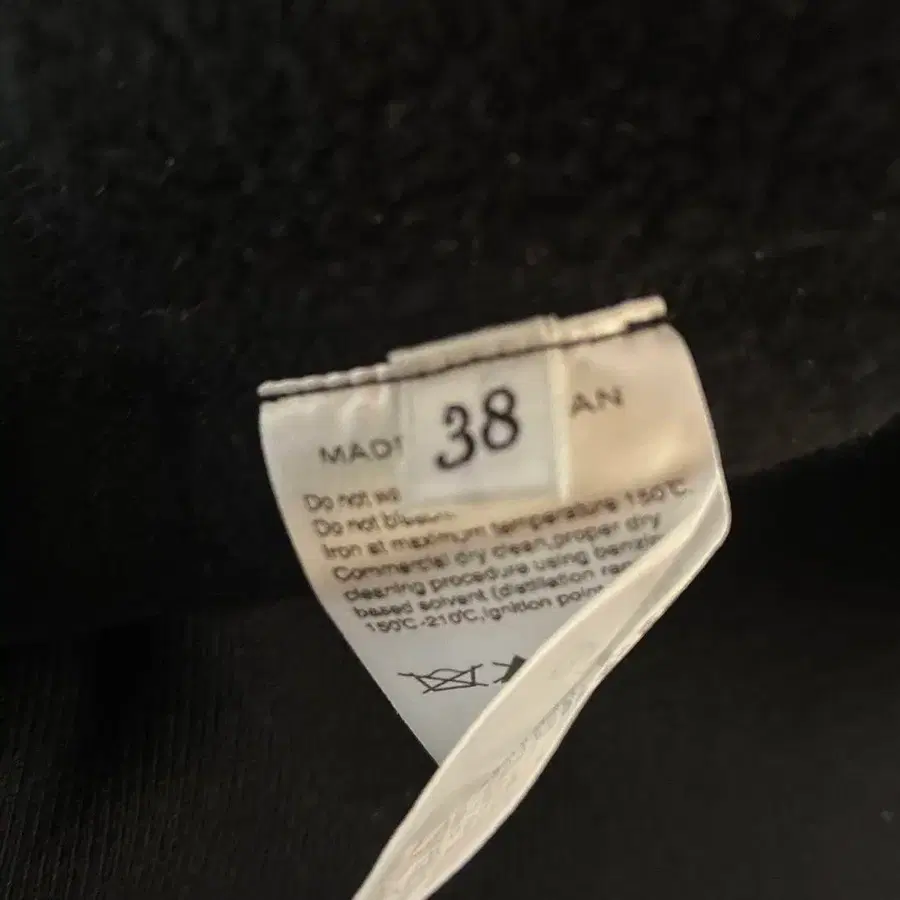 38
MAD AN
Do not
Do not
Iron at maximum temperature 150℃.
Commercial dry clean,proper dry
cleaning procedure using
based solvent (distillation
150℃-210℃,ignition